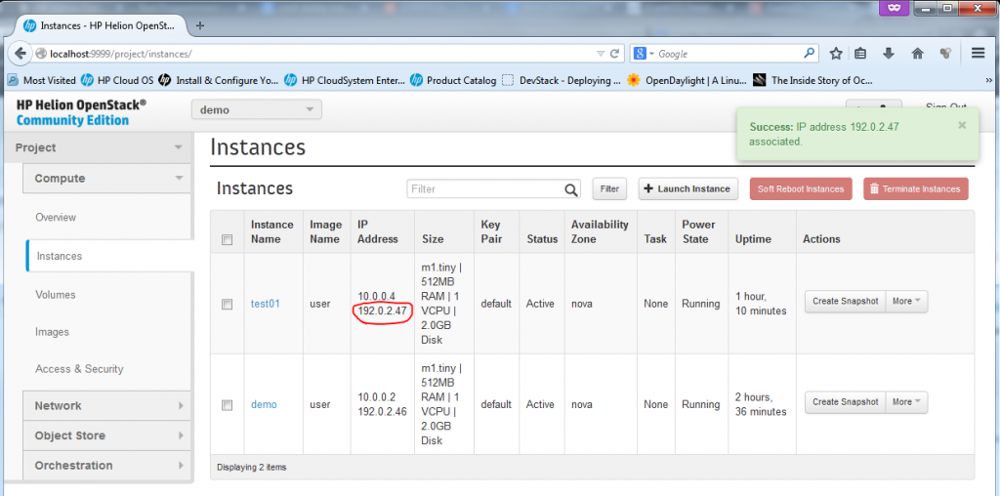 Instances - HP Helion OpenSt...
localhost:9999/project/instances/
Google
Most Visited
HP Cloud OS
Install & Configure Yo...
HP CloudSystem Enter...
Product Catalog
DevStack - Deploying ...
OpenDaylight | A Linu...
The Inside Story of Oc...
HP Helion OpenStack®
Community Edition
demo
Sign Out
Success: IP address 192.0.2.47
associated.
Project
Compute
Overview
Instances
Volumes
Images
Access & Security
Network
Object Store
Orchestration
Instances
Instances
Filter
Filter
Launch Instance
Soft Reboot Instances
Terminate Instances
Instance
Name
Image
Name
IP
Address
Size
Key
Pair
Status
Availability
Zone
Task
Power
State
Uptime
Actions
test01
user
10.0.0.4
192.0.2.47
m1.tiny |
512MB
RAM | 1
VCPU |
2.0GB
Disk
default
Active
nova
None
Running
1 hour,
10 minutes
Create Snapshot
More
demo
user
10.0.0.2
192.0.2.46
m1.tiny |
512MB
RAM | 1
VCPU |
2.0GB
Disk
default
Active
nova
None
Running
2 hours,
36 minutes
Create Snapshot
More
Displaying 2 items